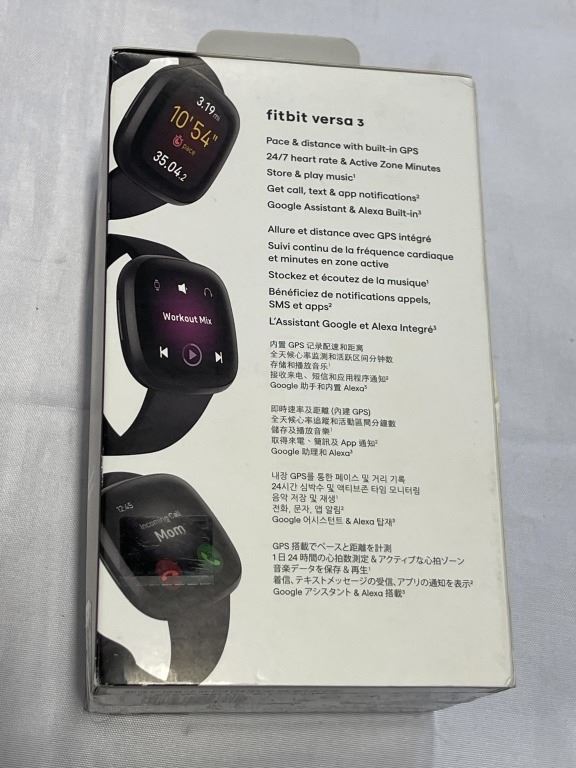 3.19 mi
10'54"
pace
35:04.2
Workout Mix
12:45
Incoming Call
Mom
fitbit versa 3
Pace & distance with built-in GPS
24/7 heart rate & Active Zone Minutes
Store & play music¹
Get call, text & app notifications²
Google Assistant & Alexa Built-in³
Allure et distance avec GPS intégré
Suivi continu de la fréquence cardiaque
et minutes en zone active
Stockez et écoutez de la musique¹
Bénéficiez de notifications appels,
SMS et apps²
L'Assistant Google et Alexa Integré³
内置 GPS 记录配速和距离
全天候心率监测和活跃区间分钟数
存储和播放音乐¹
接收来电、短信和应用程序通知²
Google 助手和内置 Alexa³
即時速率及距離 (內建 GPS)
全天候心率追蹤和活動區間分鐘數
儲存及播放音樂¹
取得來電、簡訊及 App 通知²
Google 助理和 Alexa³
내장 GPS를 통한 페이스 및 거리 기록
24시간 심박수 및 액티브존 타임 모니터링
음악 저장 및 재생¹
전화, 문자, 앱 알림²
Google 어시스턴트 & Alexa 탑재³
GPS 搭載でペースと距離を計測
1日 24 時間の心拍数測定 & アクティブな心拍ゾーン
音楽データを保存 & 再生¹
着信、テキストメッセージの受信、アプリの通知を表示²
Google アシスタント & Alexa 搭載³